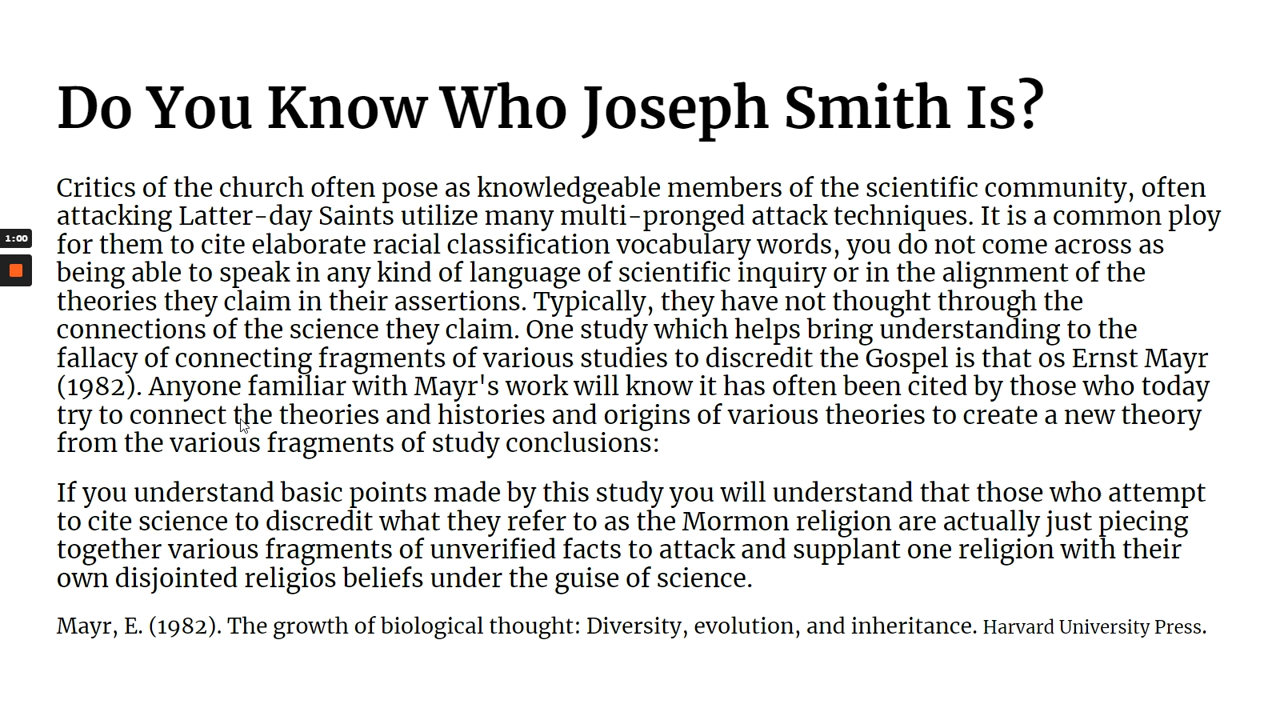 Do You Know Who Joseph Smith Is?
Critics of the church often pose as knowledgeable members of the scientific community, often
attacking Latter-day Saints utilize many multi-pronged attack techniques. It is a common ploy
for them to cite elaborate racial classification vocabulary words, you do not come across as
being able to speak in any kind of language of scientific inquiry or in the alignment of the
theories they claim in their assertions. Typically, they have not thought through the
connections of the science they claim. One study which helps bring understanding to the
fallacy of connecting fragments of various studies to discredit the Gospel is that os Ernst Mayr
(1982). Anyone familiar with Mayr's work will know it has often been cited by those who today
try to connect the theories and histories and origins of various theories to create a new theory
from the various fragments of study conclusions:
If you understand basic points made by this study you will understand that those who attempt
to cite science to discredit what they refer to as the Mormon religion are actually just piecing
together various fragments of unverified facts to attack and supplant one religion with their
own disjointed religios beliefs under the guise of science.
Mayr, E. (1982). The growth of biological thought: Diversity, evolution, and inheritance. Harvard University Press.
1:00